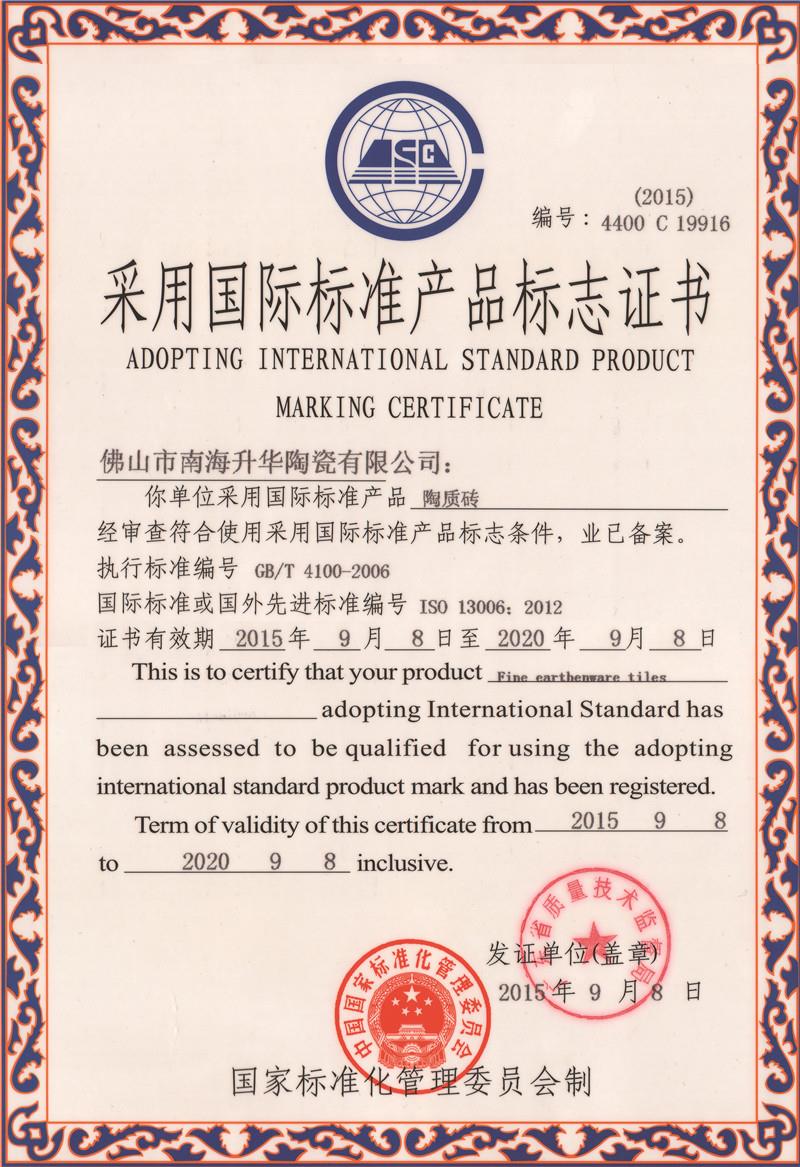 SC
(2015)
编号：4400 C 19916
采用国际标准产品标志证书
ADOPTING INTERNATIONAL STANDARD PRODUCT
MARKING CERTIFICATE
佛山市南海升华陶瓷有限公司：
你单位采用国际标准产品 陶质砖
经审查符合使用采用国际标准产品标志条件，业已备案。
执行标准编号 GB/T 4100-2006
国际标准或国外先进标准编号 ISO 13006：2012
证书有效期 2015 年 9 月 8 日至 2020 年 9 月 8 日
This is to certify that your product Fine earthenware tiles
adopting International Standard has
been assessed to be qualified for using the adopting
international standard product mark and has been registered.
Term of validity of this certificate from 2015 9 8
to 2020 9 8 inclusive.
广东省质量技术监督局
发证单位(盖章)
2015 年 9 月 8 日
中国国家标准化管理委员会
国家标准化管理委员会制